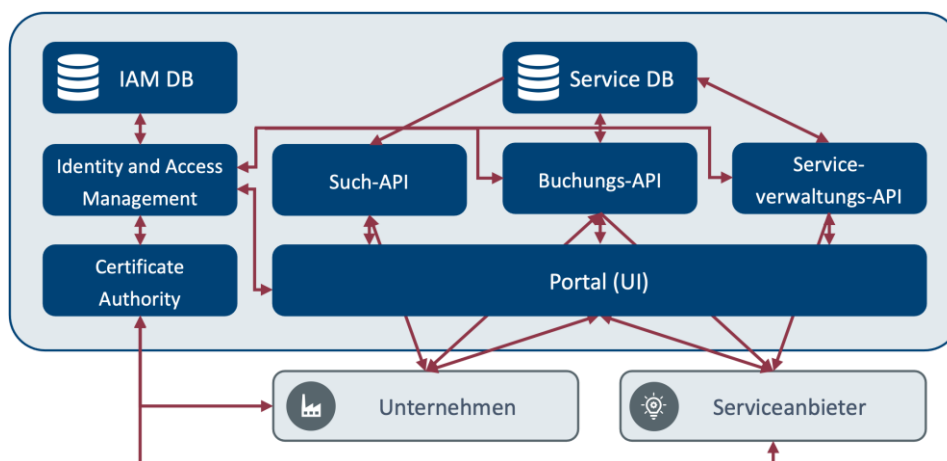 IAM DB
Service DB
Identity and Access
Management
Such-API
Buchungs-API
Service-
verwaltungs-API
Certificate
Authority
Portal (UI)
Unternehmen
Serviceanbieter